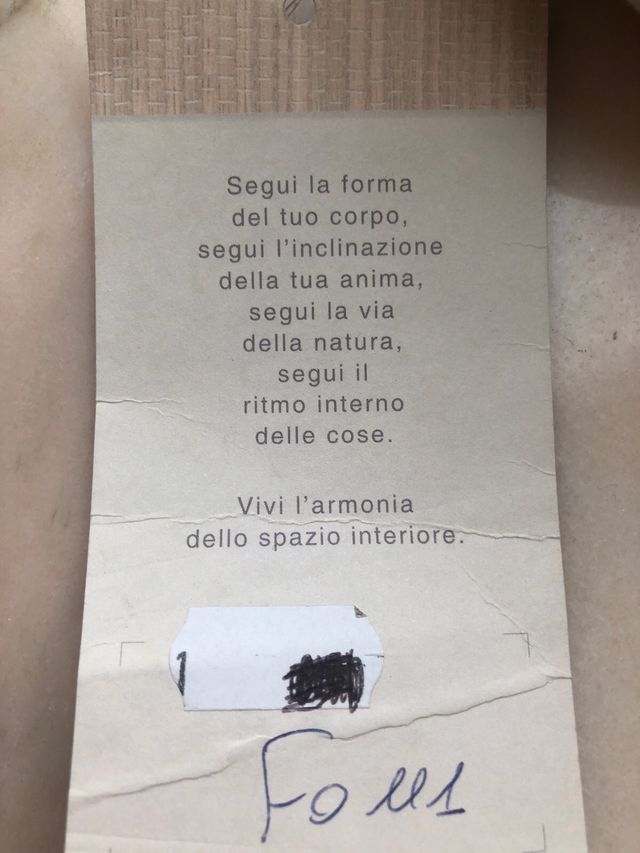 Segui la forma
del tuo corpo,
segui l'inclinazione
della tua anima,
segui la via
della natura,
segui il
ritmo interno
delle cose.
Vivi l'armonia
dello spazio interiore.